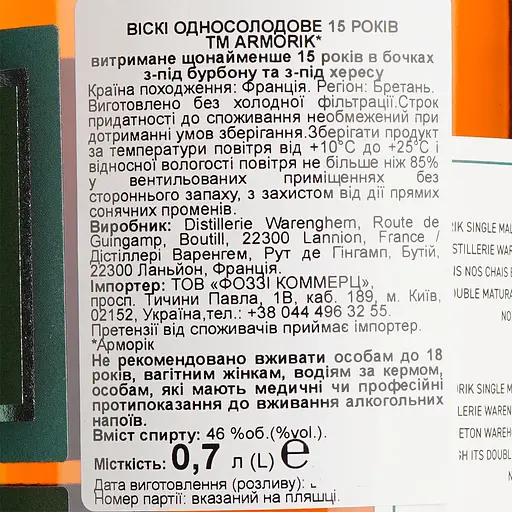 ВІСКІ ОДНОСОЛОДОВЕ 15 РОКІВ
ТМ ARMORIK*
витримане щонайменше 15 років в бочках
з-під бурбону та з-під хересу
Країна походження: Франція. Регіон: Бретань.
Виготовлено без холодної фільтрації.Строк
придатності до споживання необмежений при
дотриманні умов зберігання.Зберігати продукт
за температури повітря від +10°С до +25°С і
відносної вологості повітря не більше ніж 85%
у вентильованих приміщеннях без
стороннього запаху, з захистом від дії прямих
сонячних променів.
Виробник: Distillerie Warenghem, Route de
Guingamp, Boutill, 22300 Lannion, France /
Дістіллері Варенгем, Рут де Гінгамп, Бутій,
22300 Ланьйон, Франція.
Імпортер: ТОВ «ФОЗЗІ КОММЕРЦ»,
просп. Тичини Павла, 1В, каб. 189, м. Київ,
02152, Україна,тел.: +38 044 496 32 55.
Претензії від споживачів приймає імпортер.
*Арморік
Не рекомендовано вживати особам до 18
років, вагітним жінкам, водіям за кермом,
особам, які мають медичні чи професійні
протипоказання до вживання алкогольних
напоїв.
Вміст спирту: 46 %об.(%vol.).
Місткість: 0,7 л (L) e
Дата виготовлення (розливу): L
Номер партії: вказаний на пляшці.
RIK SINGLE MAL
STILLERIE WAREN
IS NOS CHAIS E
OUBLE MATURA
NO
RIK SINGLE M
LLERIE WAREN
ETON WAREH
GH ITS DOUBL
N